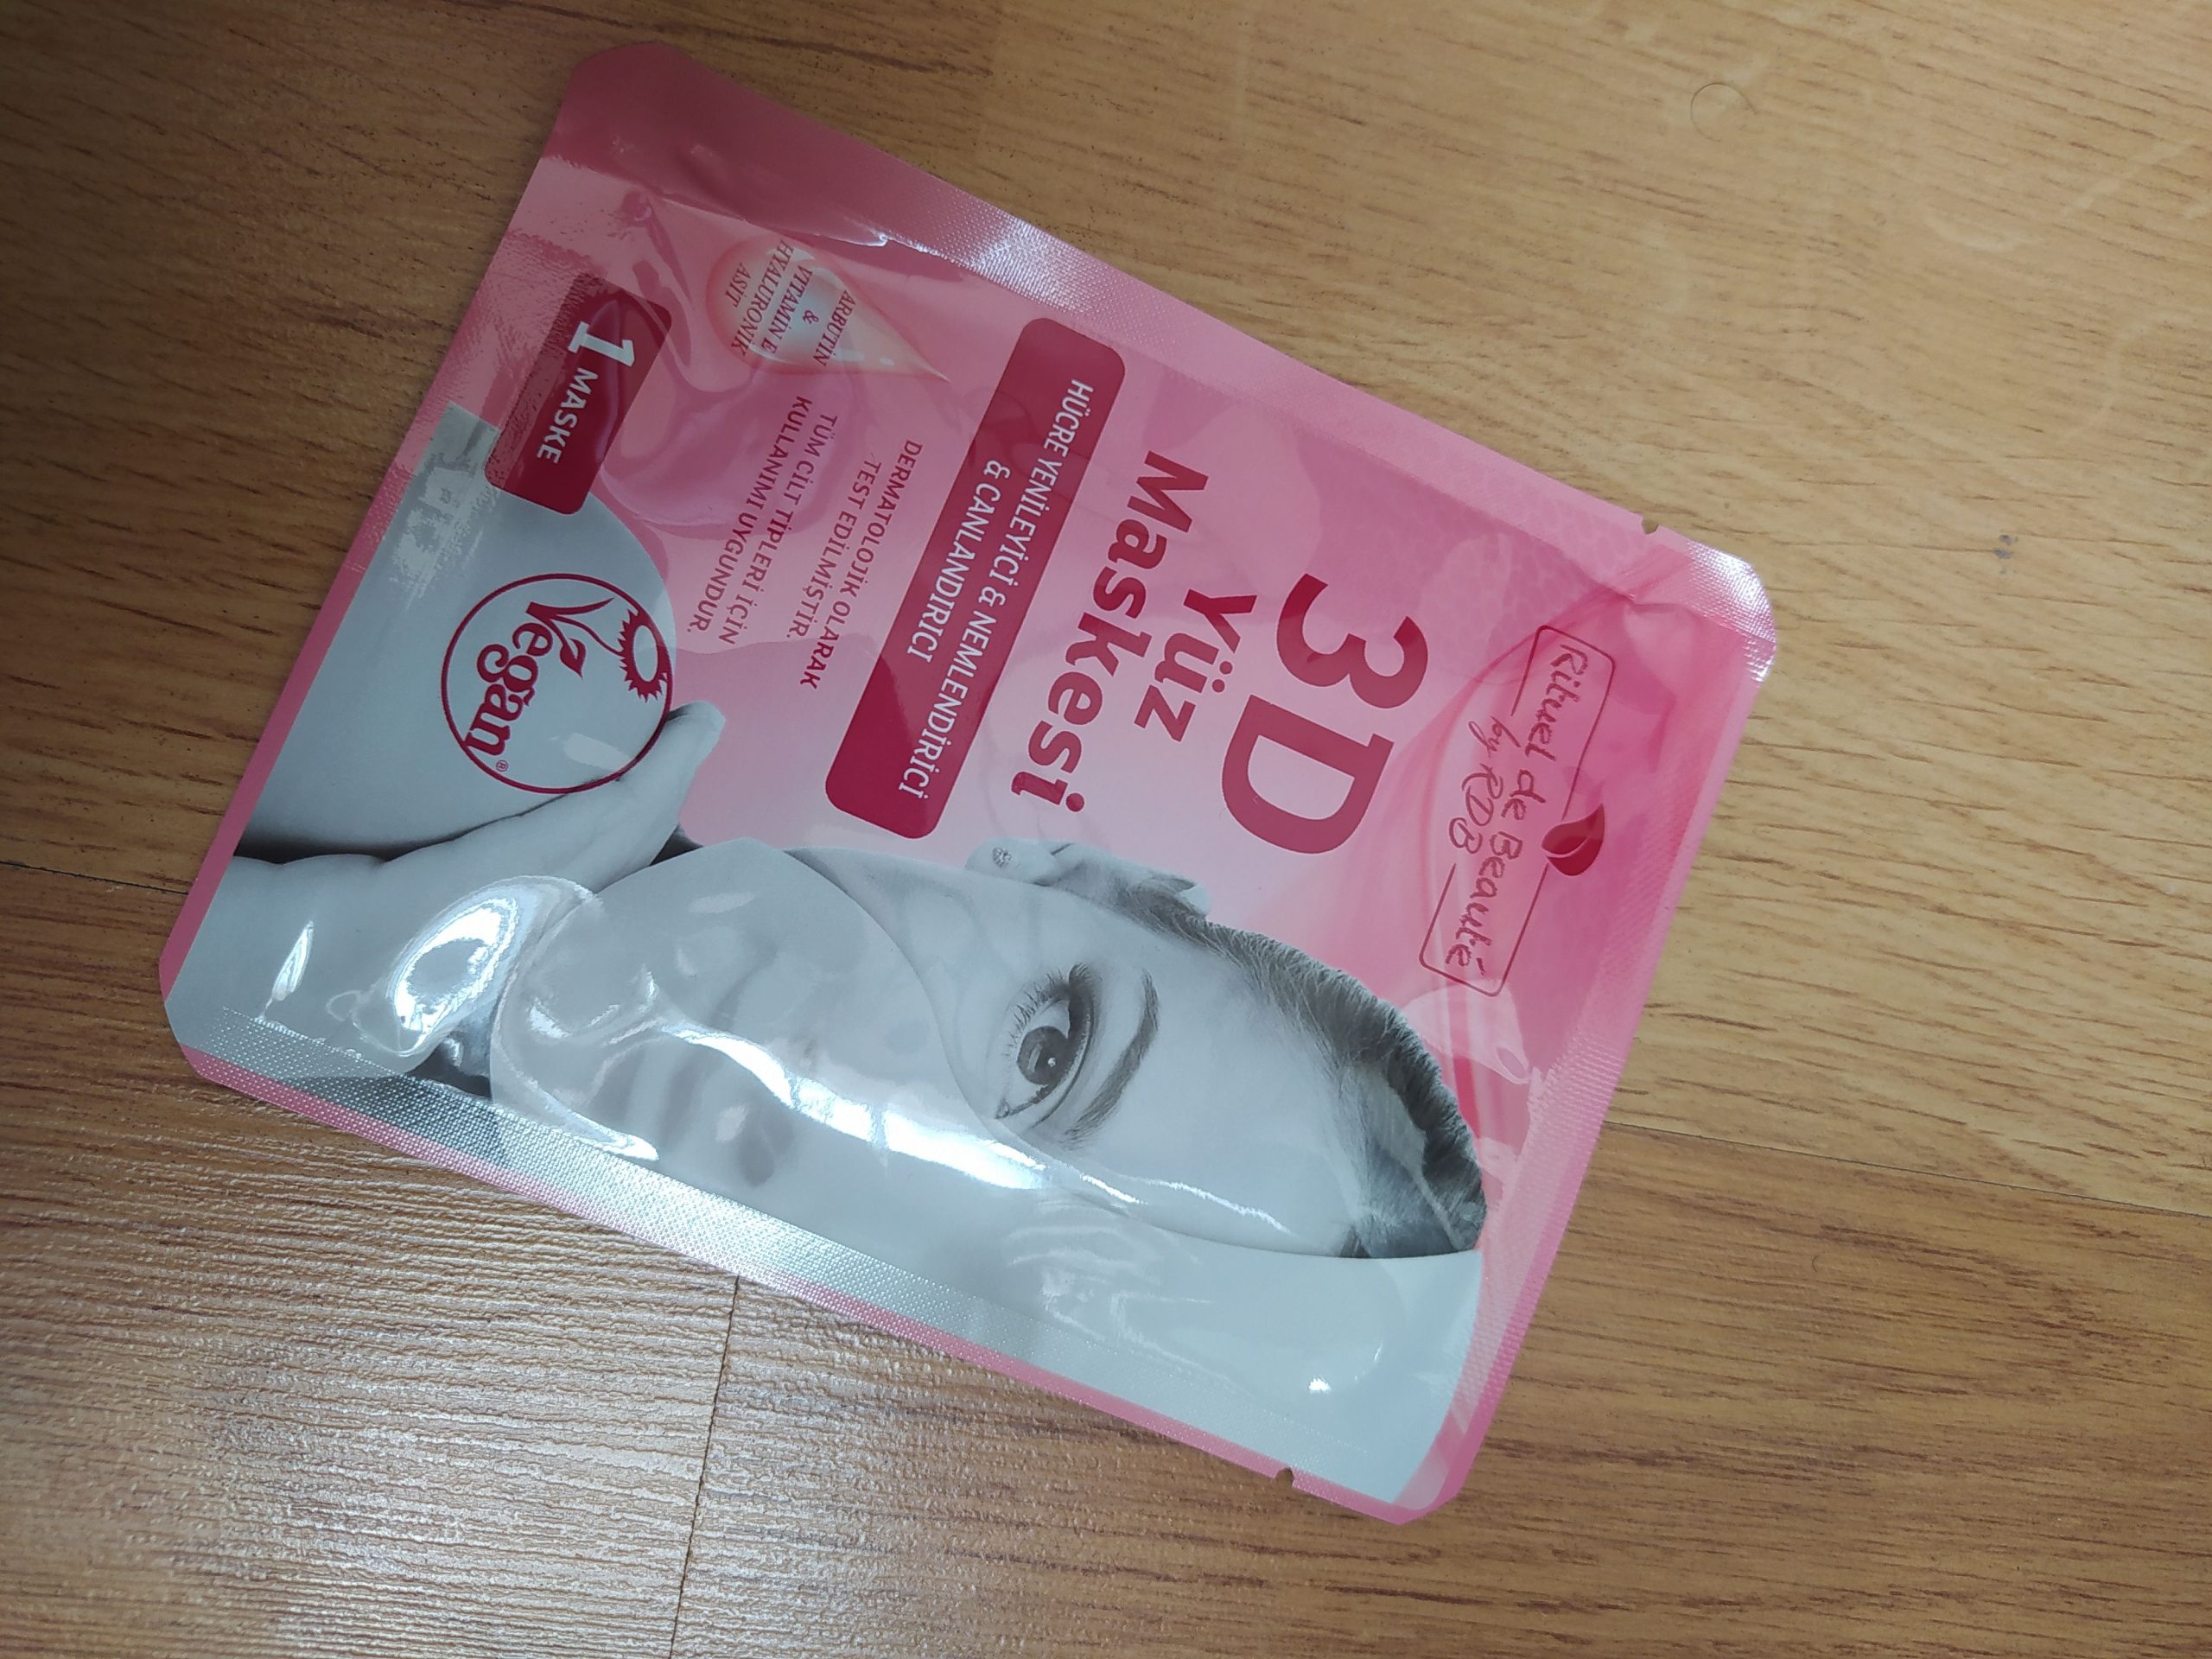 Rituel de Beauté
by RDB
3D
Yüz
Maskesi
HÜCRE YENİLEYİCİ & NEMLENDİRİCİ
& CANLANDIRICI
DERMATOLOJİK OLARAK
TEST EDİLMİŞTİR.
TÜM CİLT TİPLERİ İÇİN
KULLANIMI UYGUNDUR.
ARBUTİN
&
VİTAMİN E
HYALURONİK
ASİT
1 MASKE
Vegan®